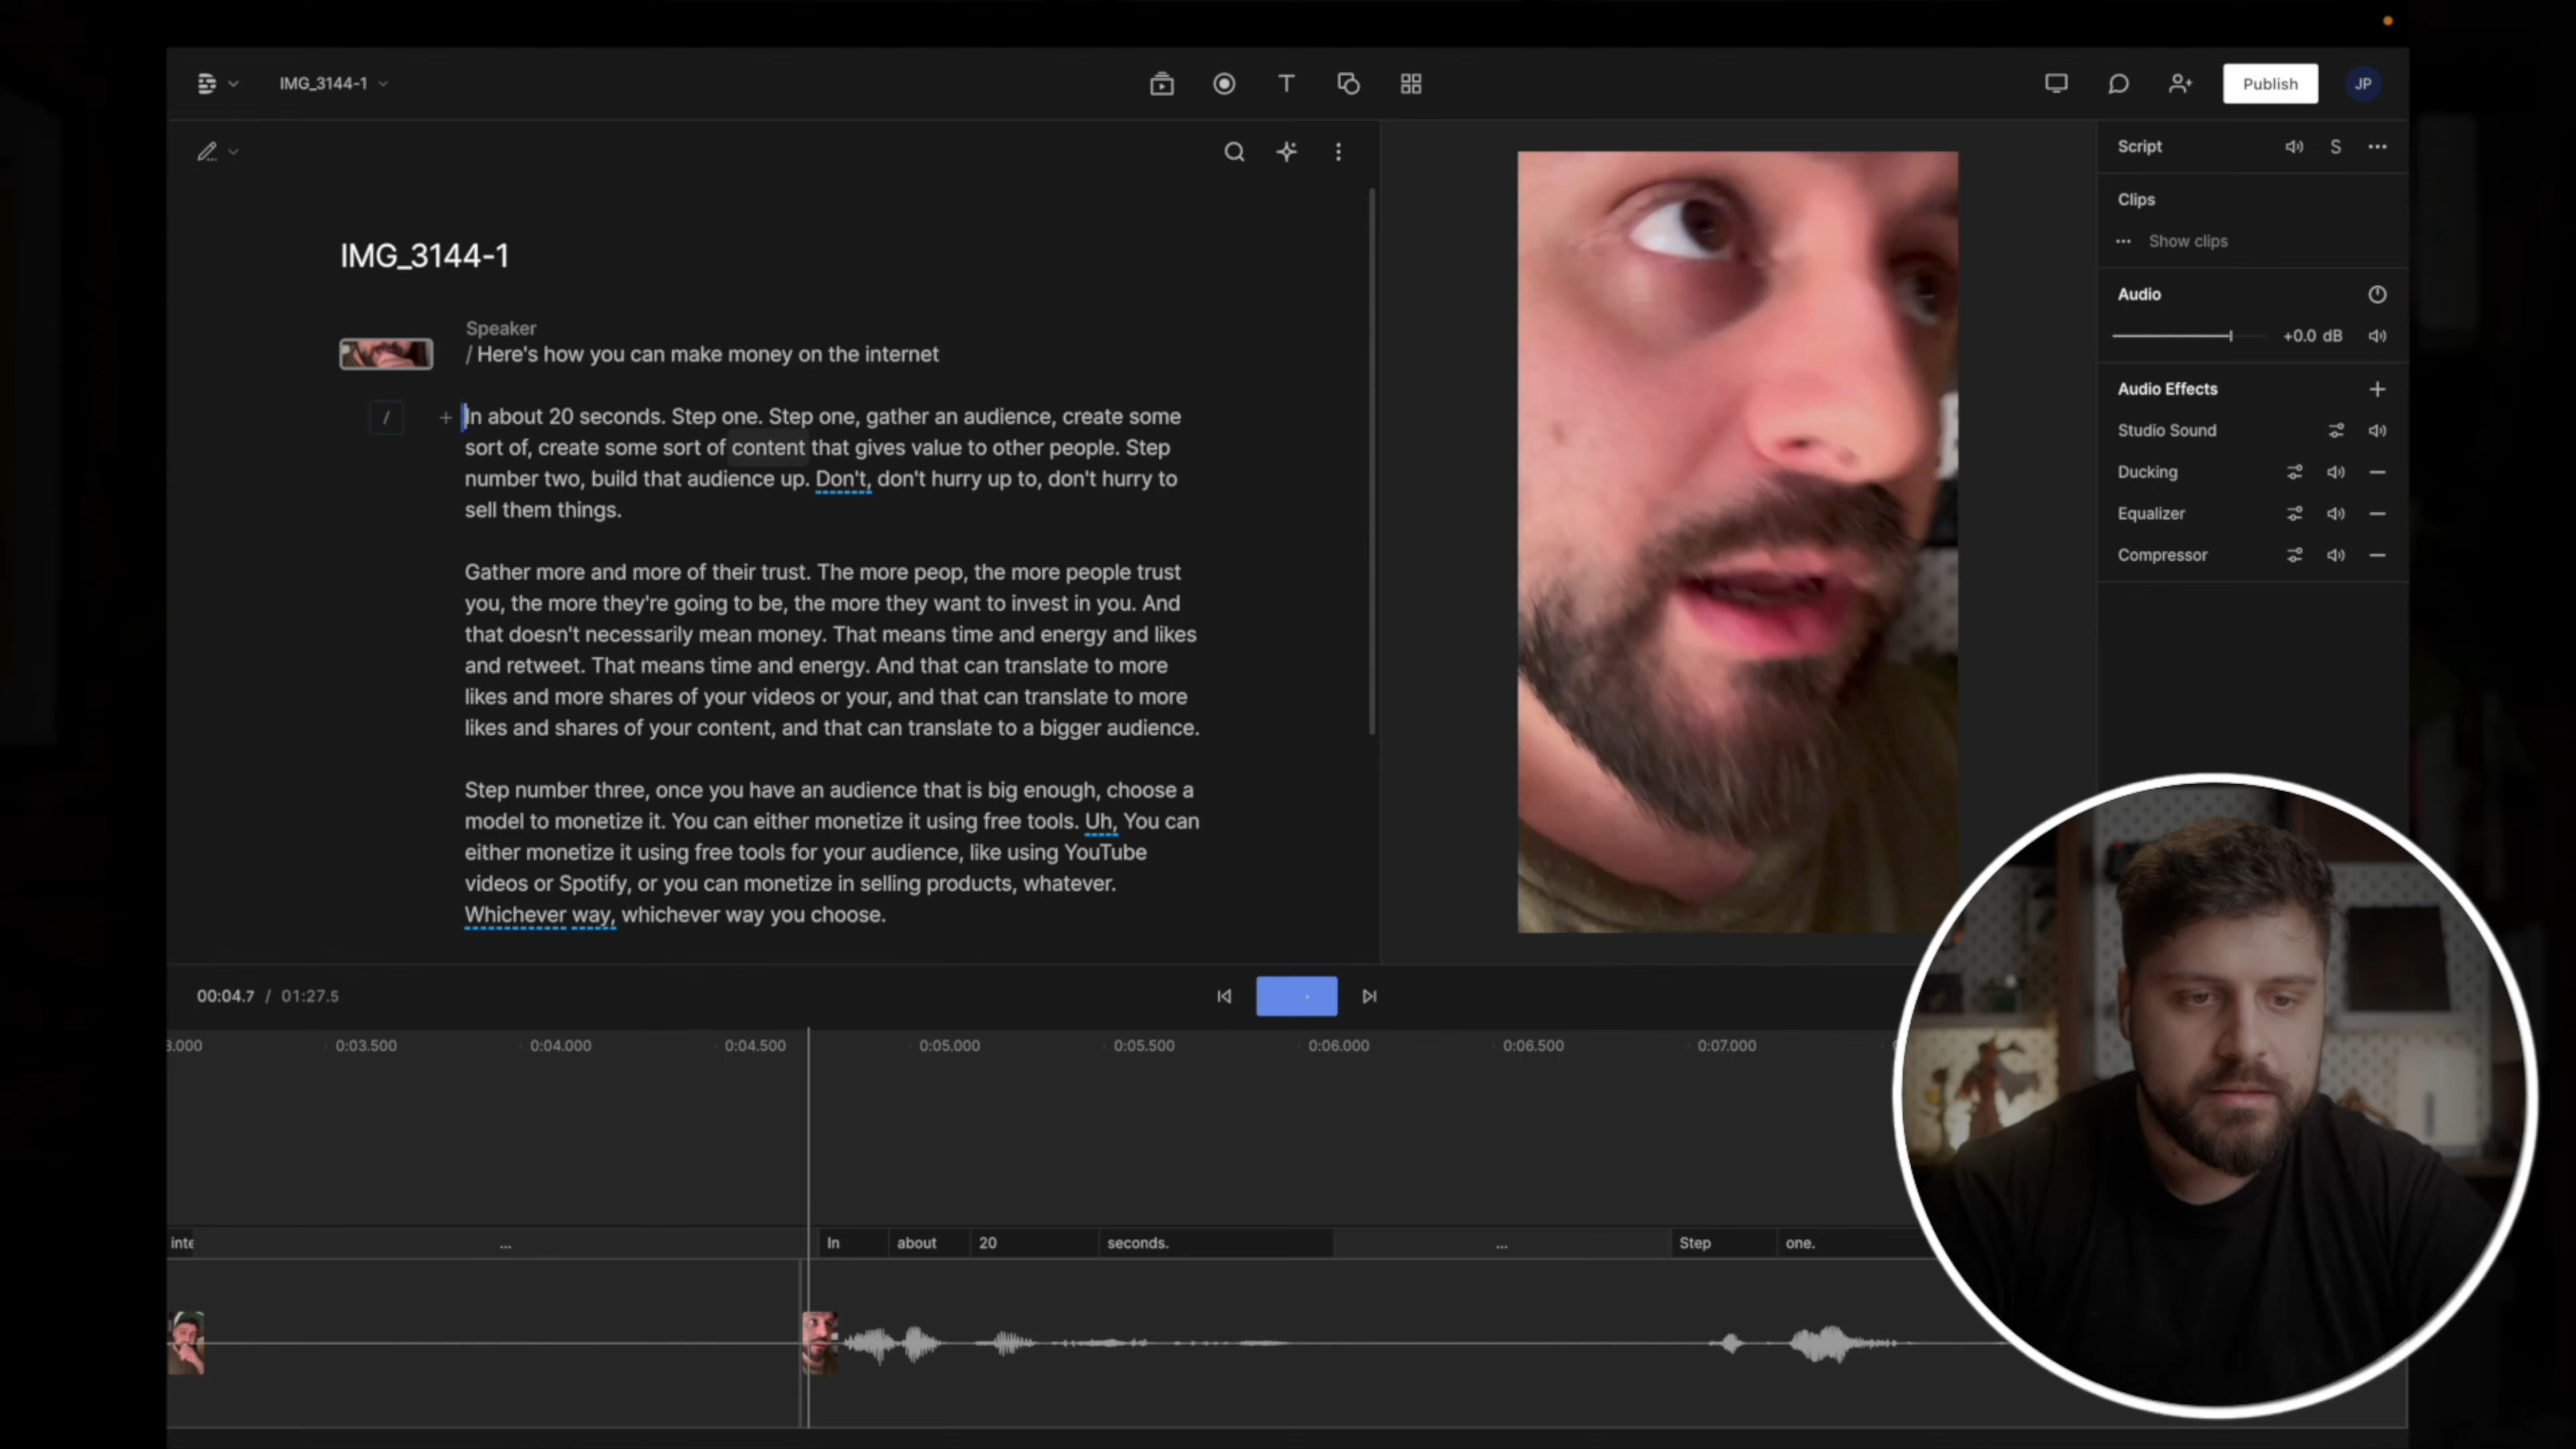 IMG_3144-1
Publish
JP
IMG_3144-1
Speaker
/ Here's how you can make money on the internet
/
In about 20 seconds. Step one. Step one, gather an audience, create some
sort of, create some sort of content that gives value to other people. Step
number two, build that audience up. Don't, don't hurry up to, don't hurry to
sell them things.
Gather more and more of their trust. The more peop, the more people trust
you, the more they're going to be, the more they want to invest in you. And
that doesn't necessarily mean money. That means time and energy and likes
and retweet. That means time and energy. And that can translate to more
likes and more shares of your videos or your, and that can translate to more
likes and shares of your content, and that can translate to a bigger audience.
Step number three, once you have an audience that is big enough, choose a
model to monetize it. You can either monetize it using free tools. Uh, You can
either monetize it using free tools for your audience, like using YouTube
videos or Spotify, or you can monetize in selling products, whatever.
Whichever way, whichever way you choose.
Script S
Clips
Show clips
Audio
+0.0 dB
Audio Effects
Studio Sound
Ducking
Equalizer
Compressor
00:04.7 / 01:27.5
3.000 0:03.500 0:04.000 0:04.500 0:05.000 0:05.500 0:06.000 0:06.500 0:07.000
inte ... In about 20 seconds. ... Step one.